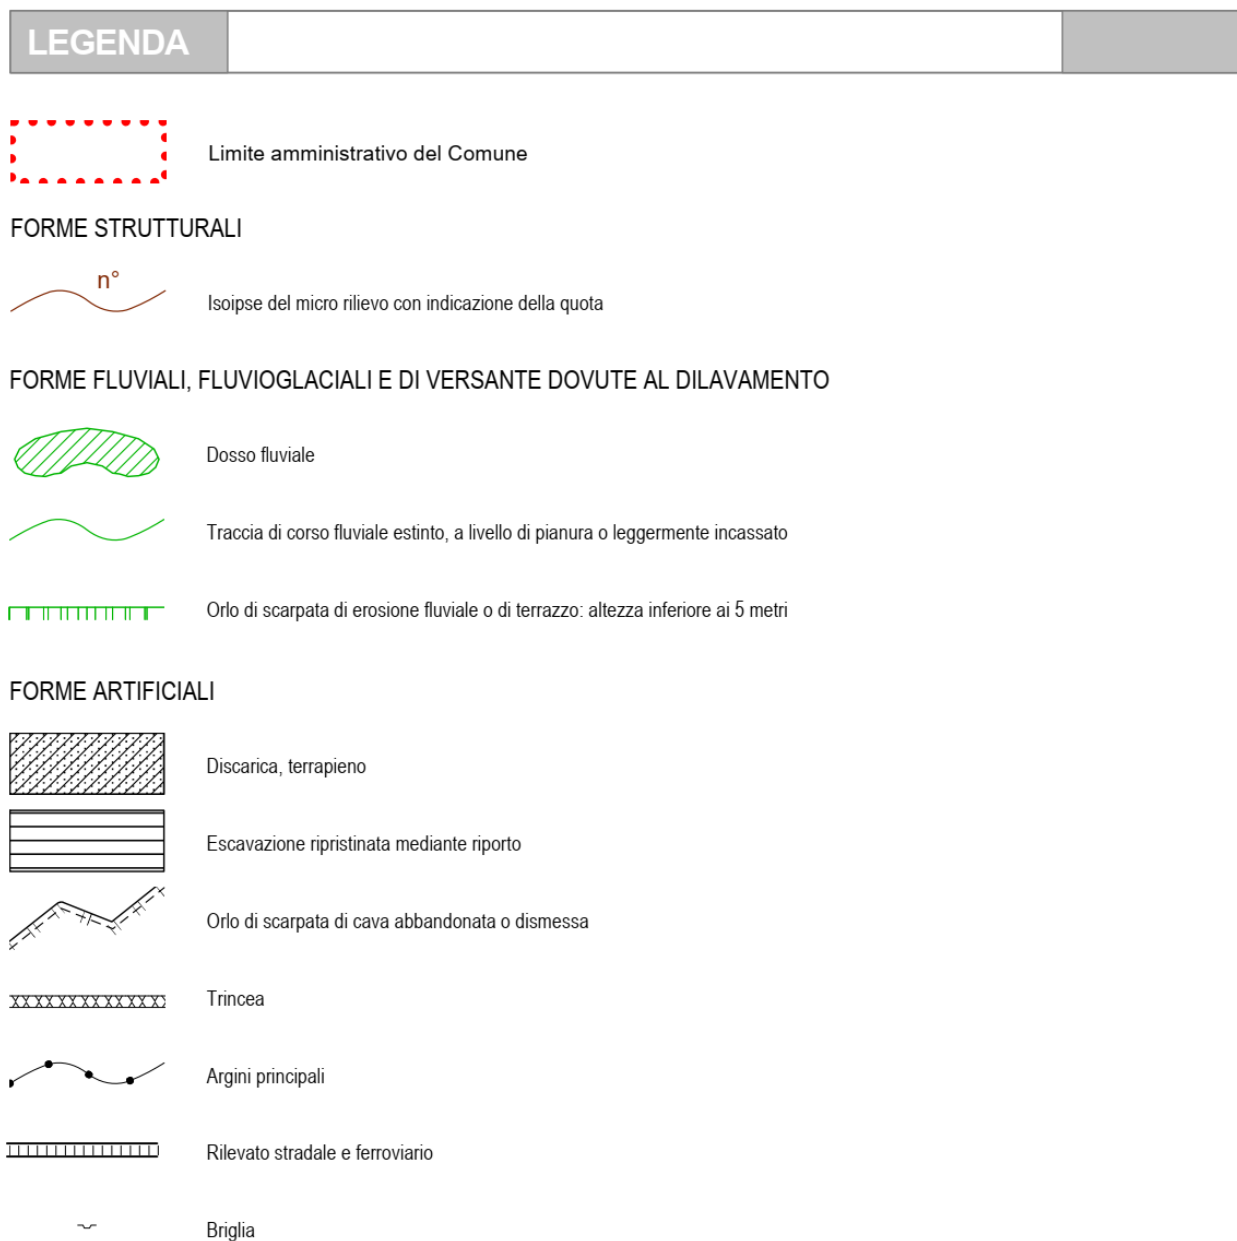 LEGENDA
Limite amministrativo del Comune
FORME STRUTTURALI
n°
Isoipse del micro rilievo con indicazione della quota
FORME FLUVIALI, FLUVIOGLACIALI E DI VERSANTE DOVUTE AL DILAVAMENTO
Dosso fluviale
Traccia di corso fluviale estinto, a livello di pianura o leggermente incassato
Orlo di scarpata di erosione fluviale o di terrazzo: altezza inferiore ai 5 metri
FORME ARTIFICIALI
Discarica, terrapieno
Escavazione ripristinata mediante riporto
Orlo di scarpata di cava abbandonata o dismessa
Trincea
Argini principali
Rilevato stradale e ferroviario
Briglia